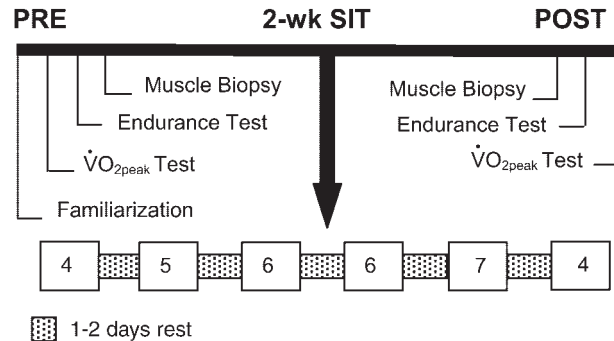 PRE 2-wk SIT POST
Muscle Biopsy Muscle Biopsy
Endurance Test Endurance Test
V̇O2peak Test V̇O2peak Test
Familiarization
4 5 6 6 7 4
1-2 days rest